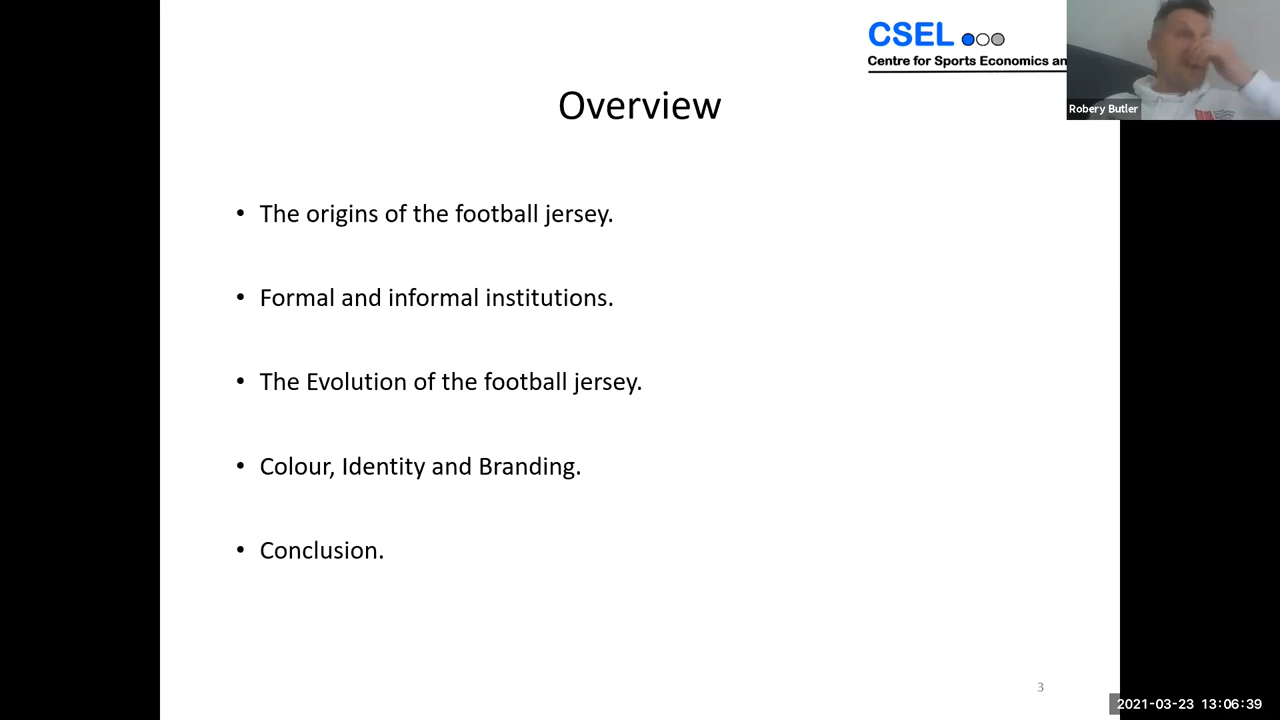 CSEL
Centre for Sports Economics an
Robery Butler
Overview
• The origins of the football jersey.
• Formal and informal institutions.
• The Evolution of the football jersey.
• Colour, Identity and Branding.
• Conclusion.
3
2021-03-23 13:06:39